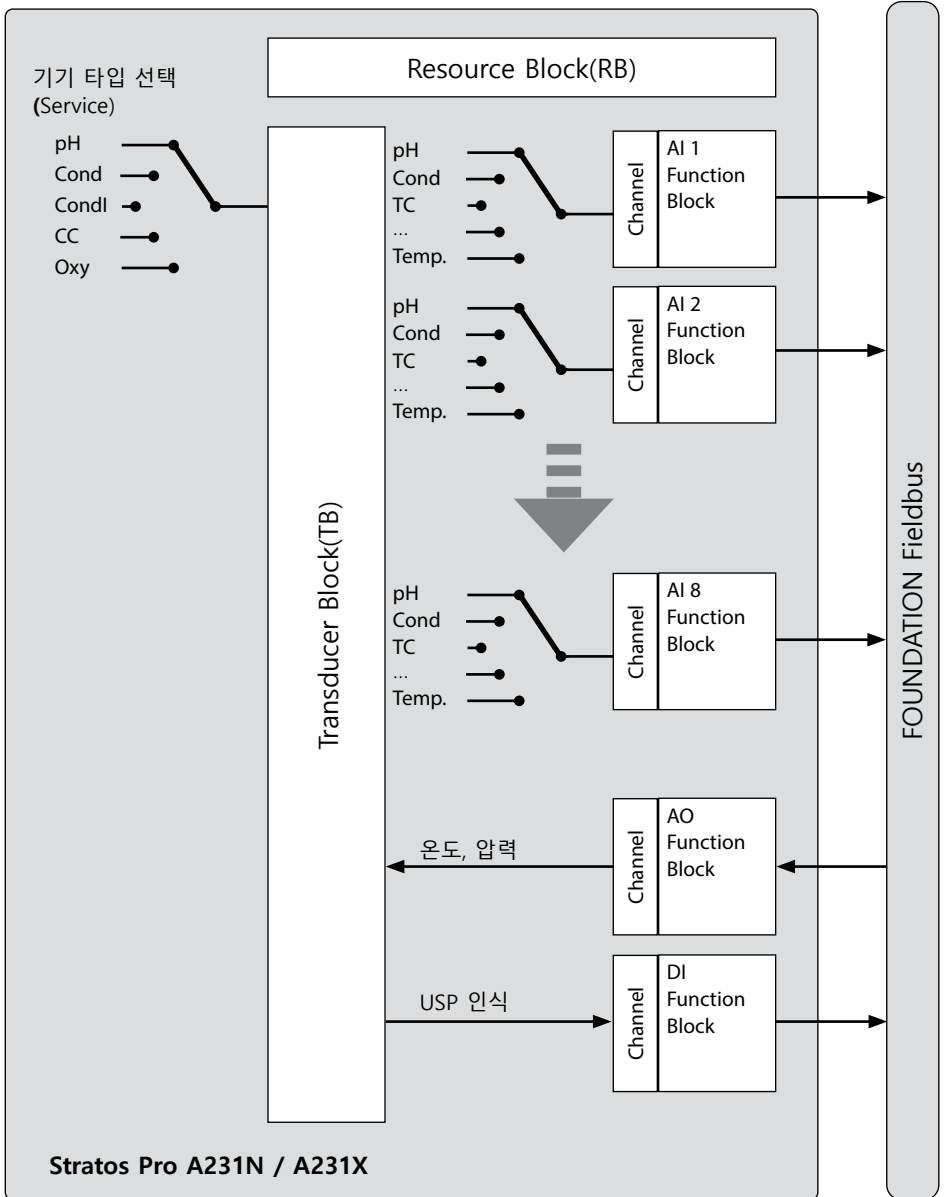 Resource Block(RB)
기기 타입 선택
(Service)
pH
Cond
CondI
CC
Oxy
Transducer Block(TB)
pH
Cond
TC
...
Temp.
Channel
AI 1
Function
Block
pH
Cond
TC
...
Temp.
Channel
AI 2
Function
Block
pH
Cond
TC
...
Temp.
Channel
AI 8
Function
Block
온도, 압력
Channel
AO
Function
Block
USP 인식
Channel
DI
Function
Block
FOUNDATION Fieldbus
Stratos Pro A231N / A231X